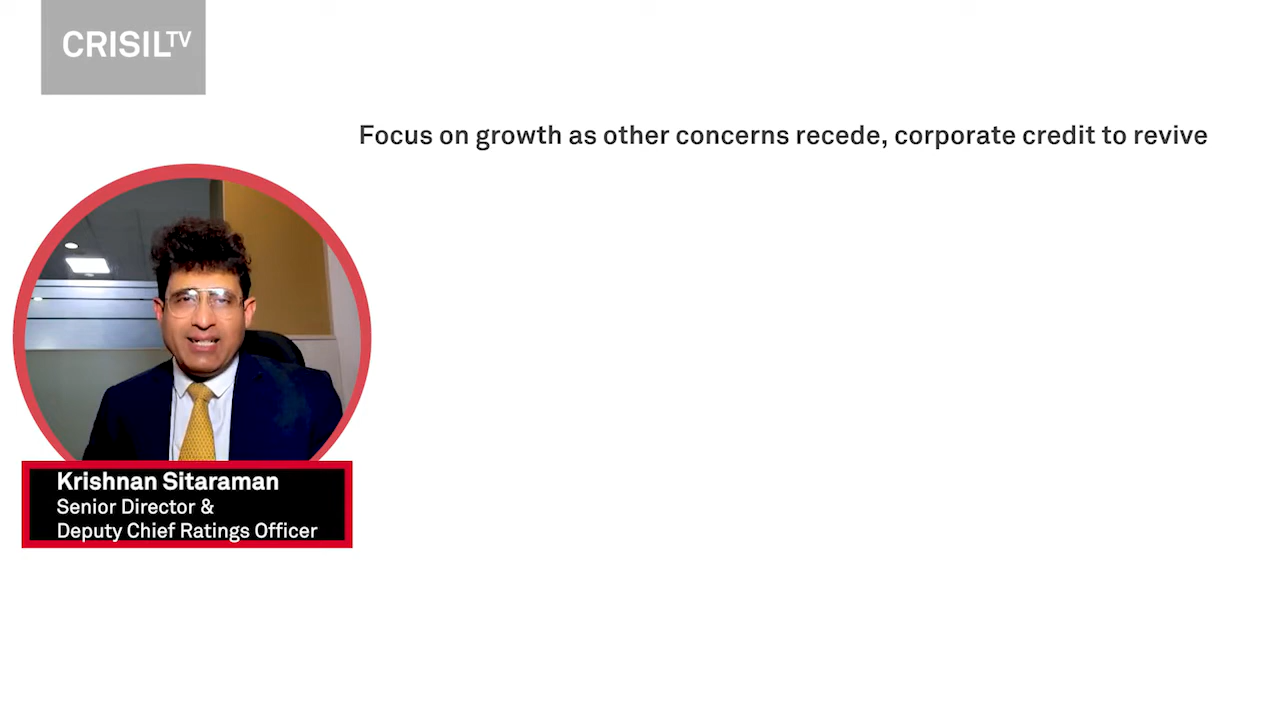 CRISILTV
Focus on growth as other concerns recede, corporate credit to revive
Krishnan Sitaraman
Senior Director &
Deputy Chief Ratings Officer